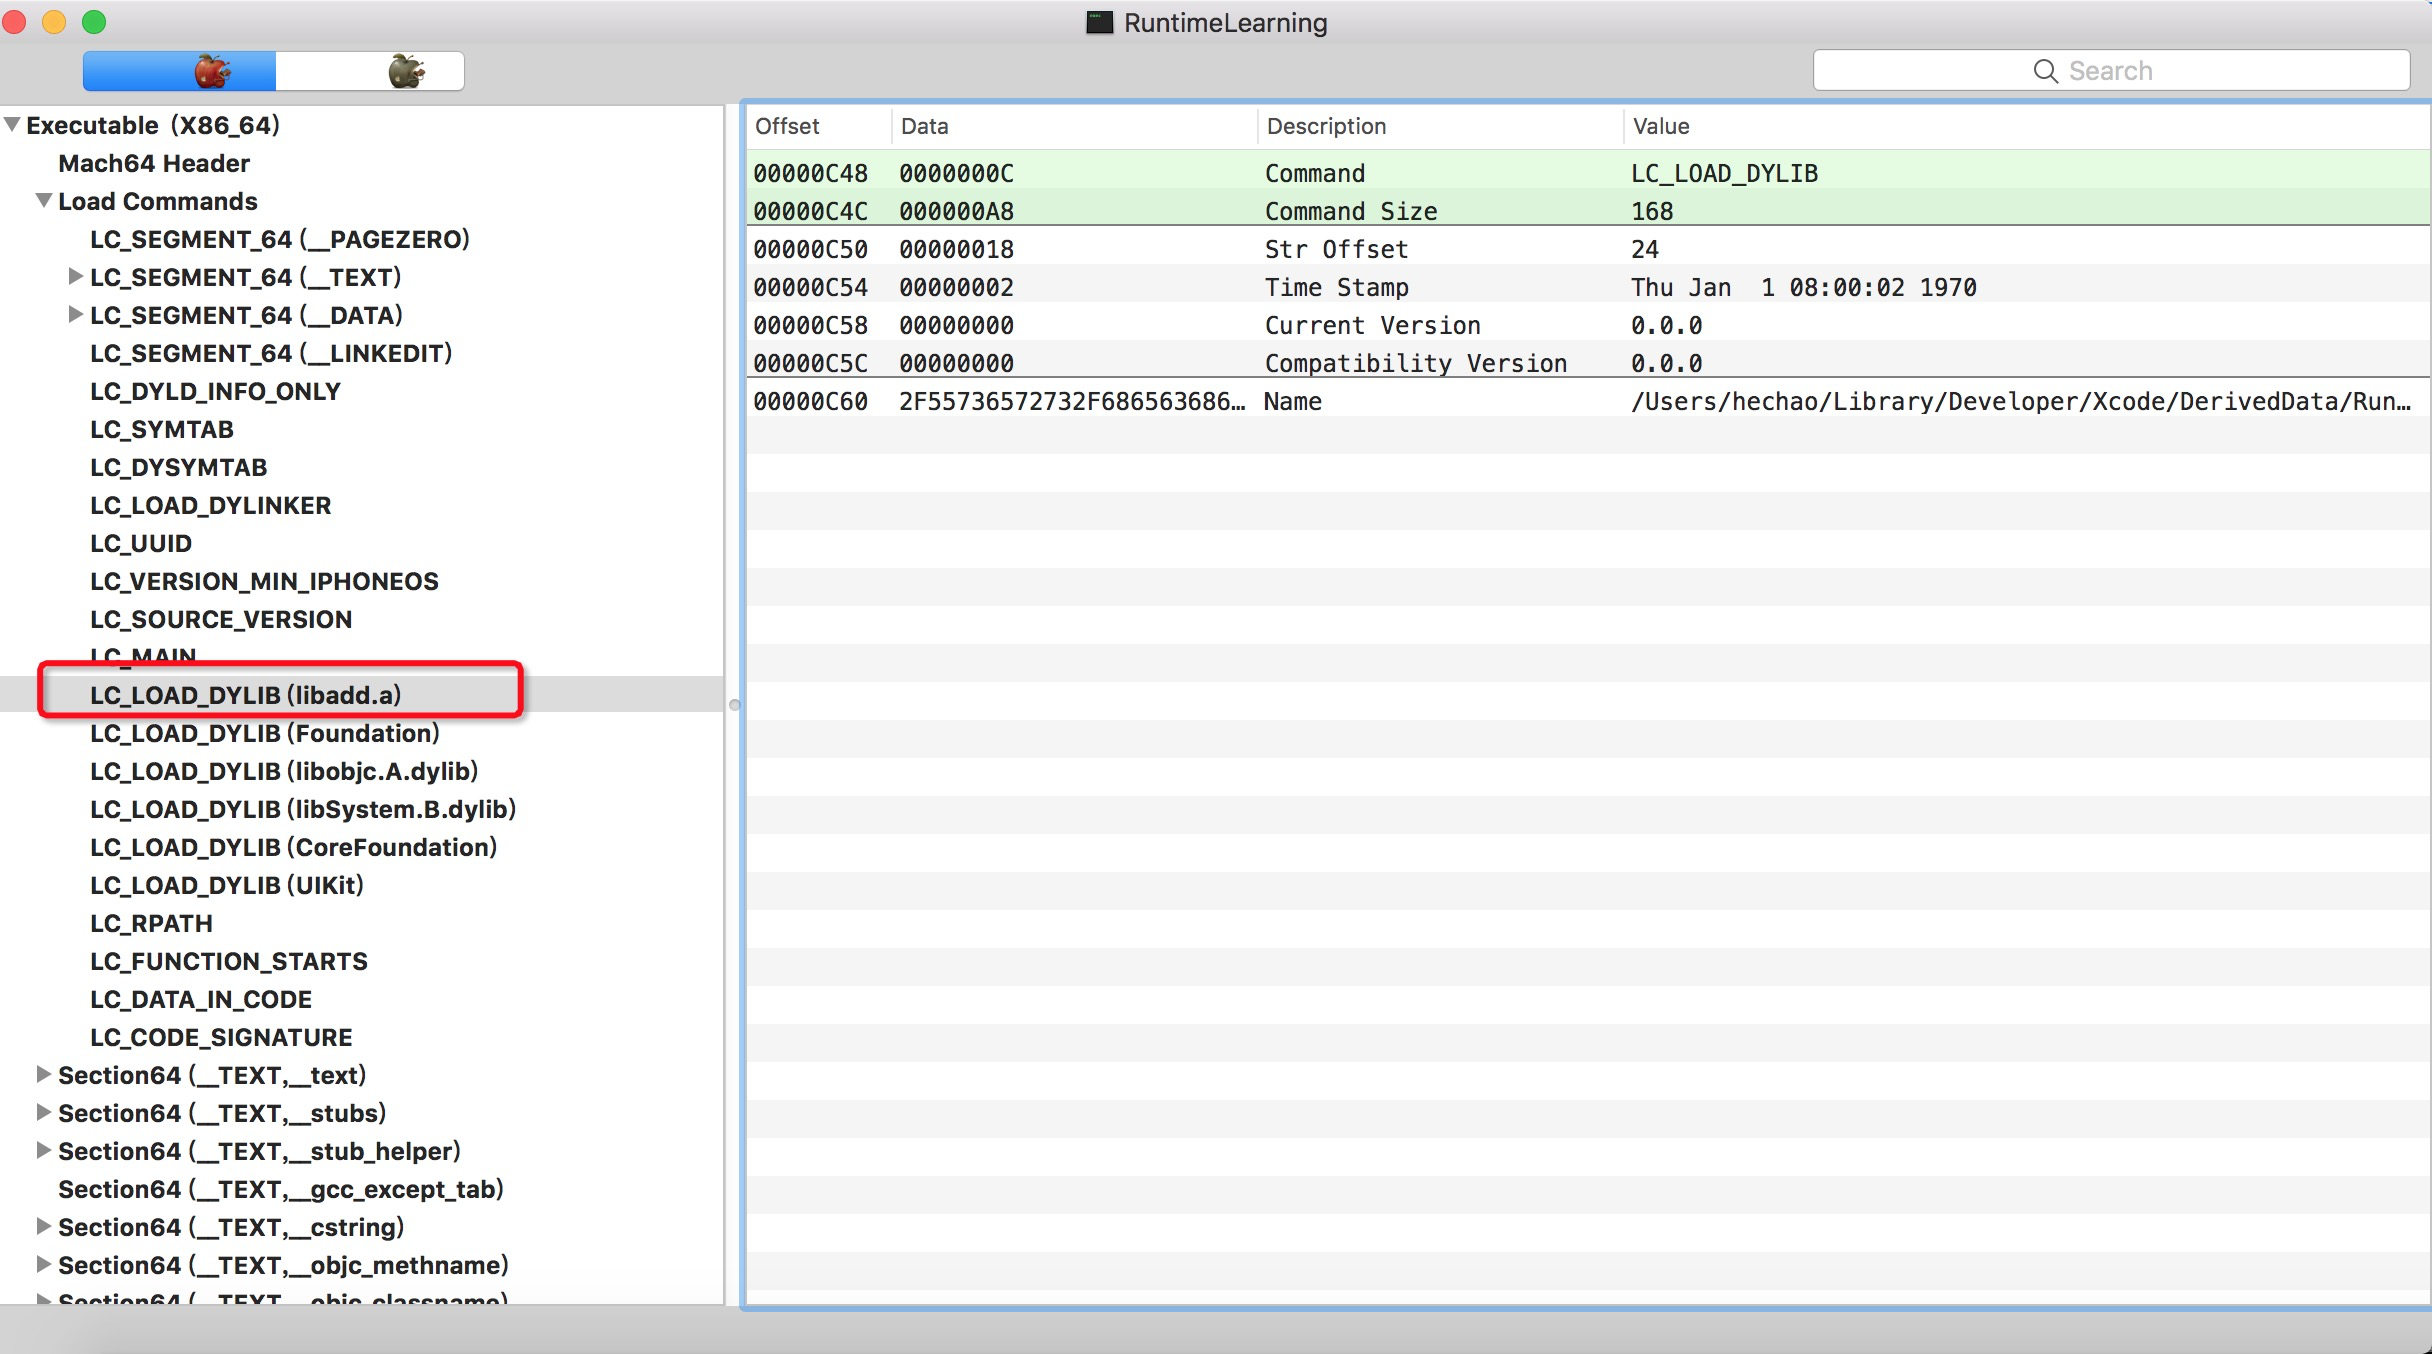 RuntimeLearning
Search
Executable (X86_64)
Mach64 Header
Load Commands
LC_SEGMENT_64 (__PAGEZERO)
LC_SEGMENT_64 (__TEXT)
LC_SEGMENT_64 (__DATA)
LC_SEGMENT_64 (__LINKEDIT)
LC_DYLD_INFO_ONLY
LC_SYMTAB
LC_DYSYMTAB
LC_LOAD_DYLINKER
LC_UUID
LC_VERSION_MIN_IPHONEOS
LC_SOURCE_VERSION
LC_MAIN
LC_LOAD_DYLIB (libadd.a)
LC_LOAD_DYLIB (Foundation)
LC_LOAD_DYLIB (libobjc.A.dylib)
LC_LOAD_DYLIB (libSystem.B.dylib)
LC_LOAD_DYLIB (CoreFoundation)
LC_LOAD_DYLIB (UIKit)
LC_RPATH
LC_FUNCTION_STARTS
LC_DATA_IN_CODE
LC_CODE_SIGNATURE
Section64 (__TEXT,__text)
Section64 (__TEXT,__stubs)
Section64 (__TEXT,__stub_helper)
Section64 (__TEXT,__gcc_except_tab)
Section64 (__TEXT,__cstring)
Section64 (__TEXT,__objc_methname)
Section64 (__TEXT,__objc_classname)
Offset Data Description Value
00000C48 0000000C Command LC_LOAD_DYLIB
00000C4C 000000A8 Command Size 168
00000C50 00000018 Str Offset 24
00000C54 00000002 Time Stamp Thu Jan  1 08:00:02 1970
00000C58 00000000 Current Version 0.0.0
00000C5C 00000000 Compatibility Version 0.0.0
00000C60 2F55736572732F686563686… Name /Users/hechao/Library/Developer/Xcode/DerivedData/Run…